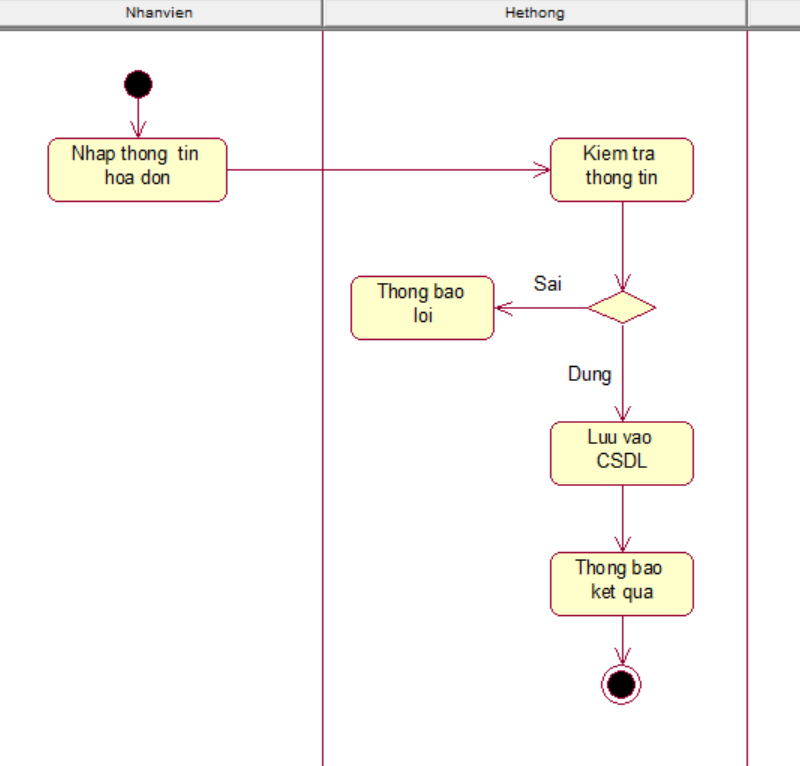 Nhanvien
Hethong
Nhap thong tin
hoa don
Kiem tra
thong tin
Sai
Thong bao
loi
Dung
Luu vao
CSDL
Thong bao
ket qua